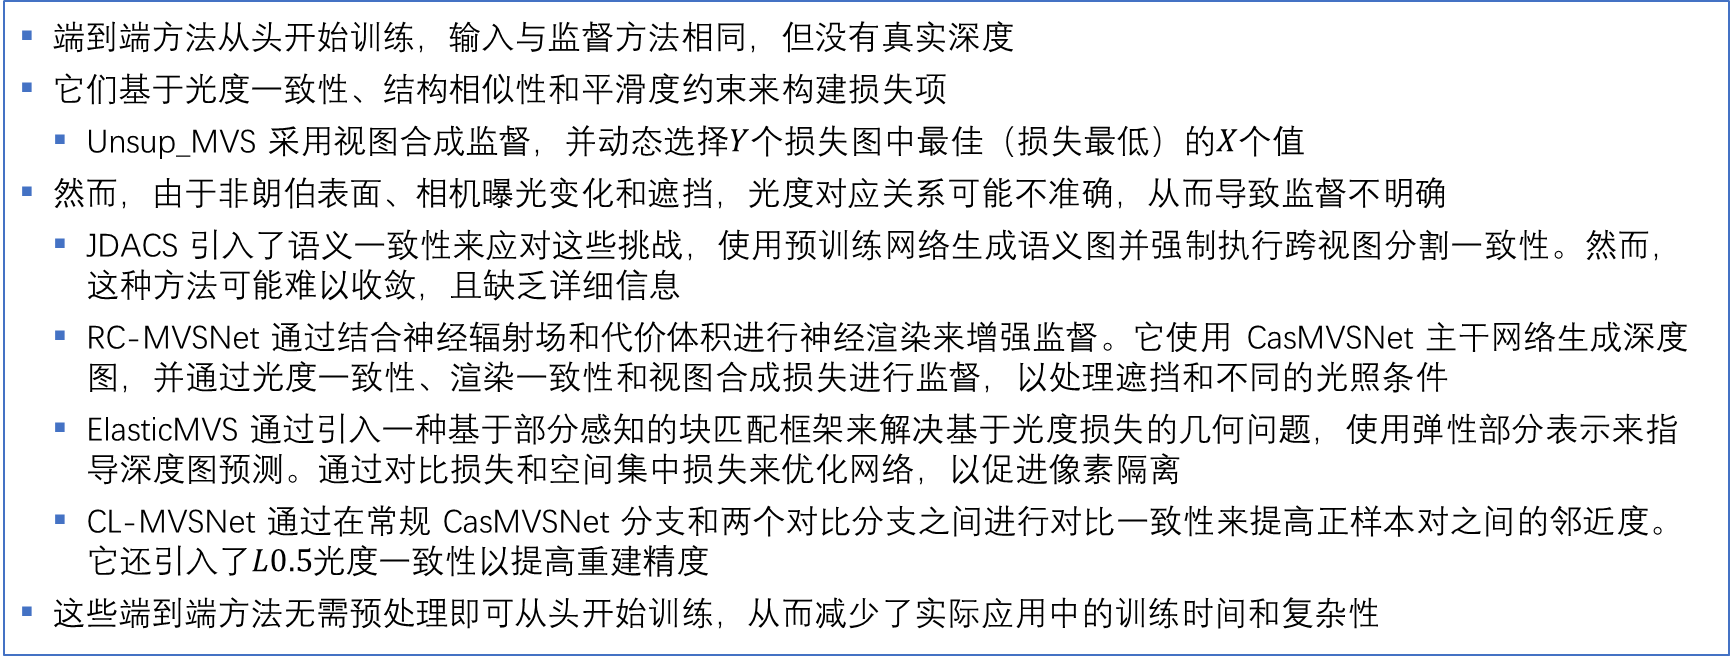 端到端方法从头开始训练，输入与监督方法相同，但没有真实深度
它们基于光度一致性、结构相似性和平滑度约束来构建损失项
Unsup_MVS 采用视图合成监督，并动态选择Y个损失图中最佳（损失最低）的X个值
然而，由于非朗伯表面、相机曝光变化和遮挡，光度对应关系可能不准确，从而导致监督不明确
JDACS 引入了语义一致性来应对这些挑战，使用预训练网络生成语义图并强制执行跨视图分割一致性。然而，
这种方法可能难以收敛，且缺乏详细信息
RC-MVSNet 通过结合神经辐射场和代价体积进行神经渲染来增强监督。它使用 CasMVSNet 主干网络生成深度
图，并通过光度一致性、渲染一致性和视图合成损失进行监督，以处理遮挡和不同的光照条件
ElasticMVS 通过引入一种基于部分感知的块匹配框架来解决基于光度损失的几何问题，使用弹性部分表示来指
导深度图预测。通过对比损失和空间集中损失来优化网络，以促进像素隔离
CL-MVSNet 通过在常规 CasMVSNet 分支和两个对比分支之间进行对比一致性来提高正样本对之间的邻近度。
它还引入了L0.5光度一致性以提高重建精度
这些端到端方法无需预处理即可从头开始训练，从而减少了实际应用中的训练时间和复杂性